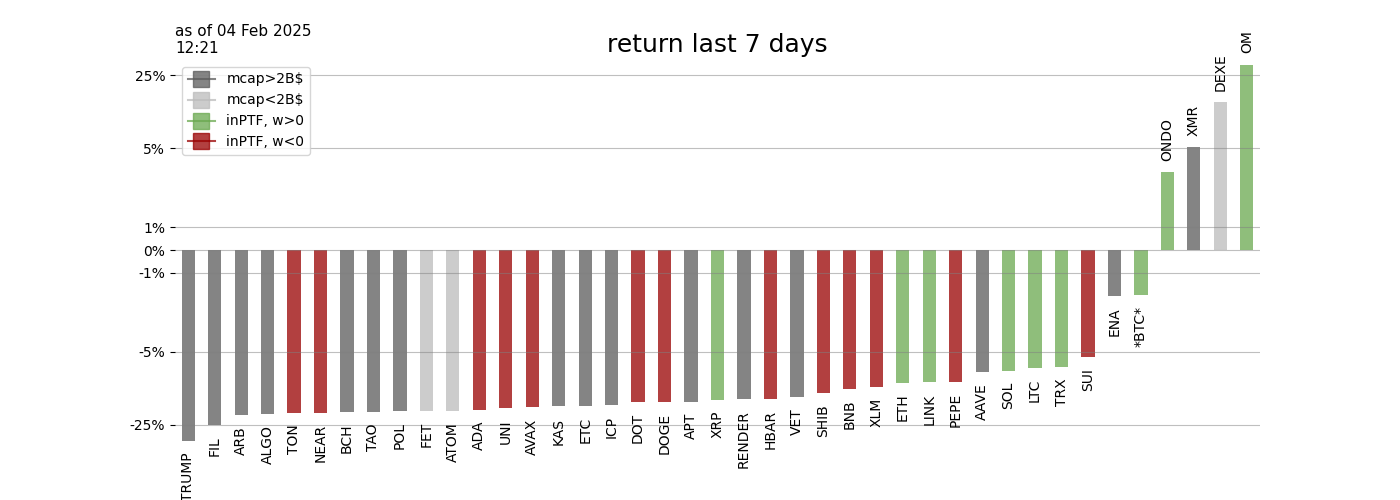 as of 04 Feb 2025
12:21
return last 7 days
25%
5%
1%
0%
-1%
-5%
-25%
mcap>2B$
mcap<2B$
inPTF, w>0
inPTF, w<0
TRUMP
FIL
ARB
ALGO
TON
NEAR
BCH
TAO
POL
FET
ATOM
ADA
UNI
AVAX
KAS
ETC
ICP
DOT
DOGE
APT
XRP
RENDER
HBAR
VET
SHIB
BNB
XLM
ETH
LINK
PEPE
AAVE
SOL
LTC
TRX
SUI
ENA
*BTC*
ONDO
XMR
DEXE
OM